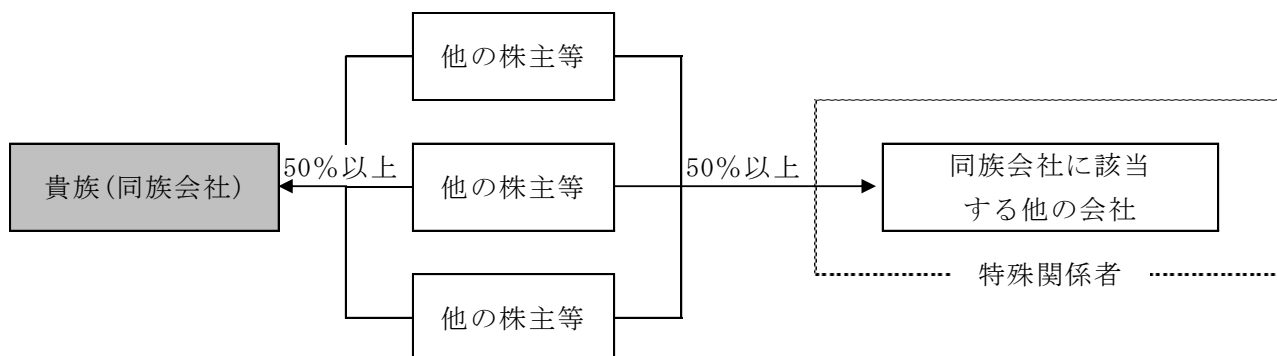 他の株主等
貴族(同族会社)
50%以上
他の株主等
50%以上
同族会社に該当
する他の会社
特殊関係者
他の株主等